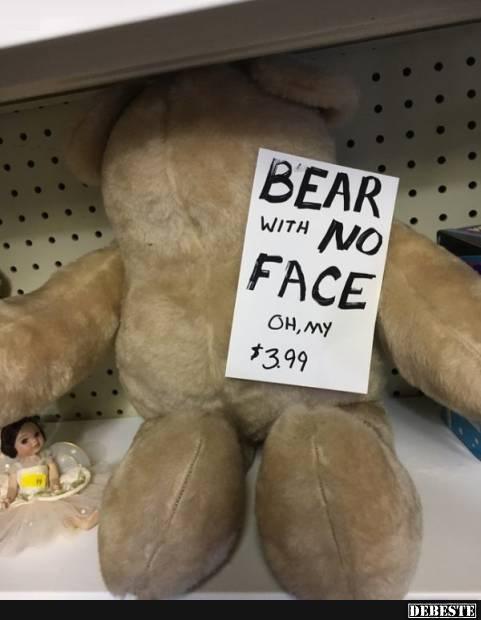 BEAR
WITH NO
FACE
OH, MY
$3.99
DEBESTE